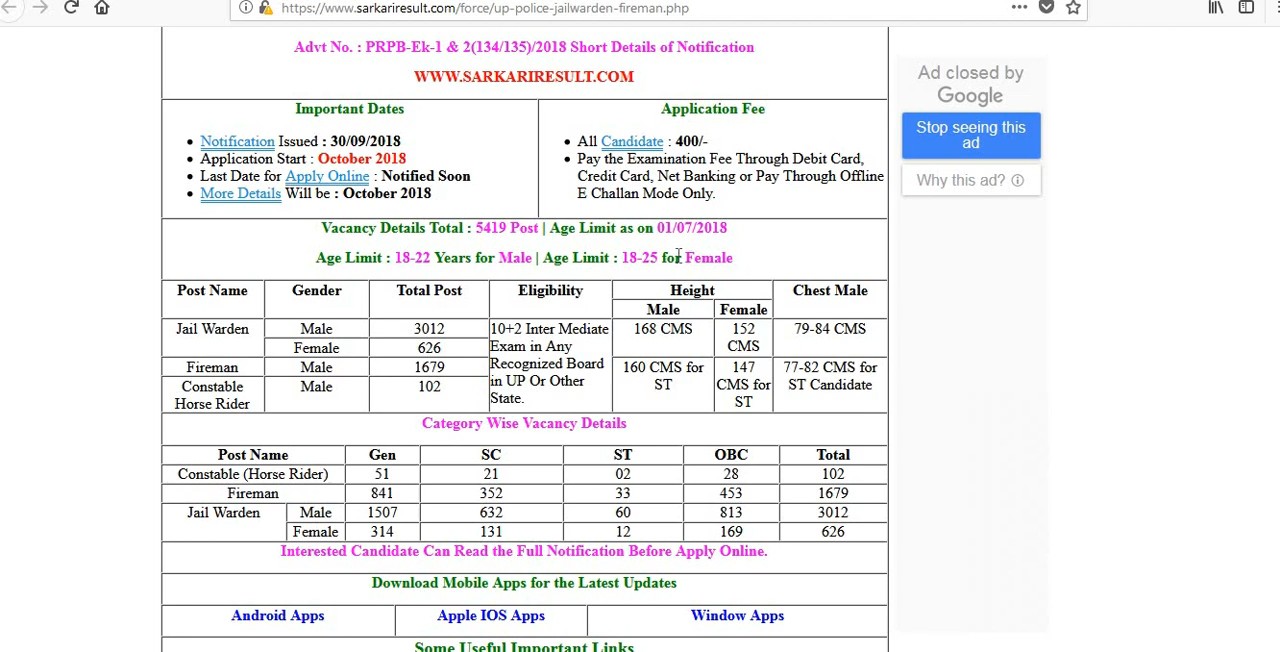 https://www.sarkariresult.com/force/up-police-jailwarden-fireman.php
Advt No. : PRPB-Ek-1 & 2(134/135)/2018 Short Details of Notification
WWW.SARKARIRESULT.COM
Important Dates
Notification Issued : 30/09/2018
Application Start : October 2018
Last Date for Apply Online : Notified Soon
More Details Will be : October 2018
Application Fee
All Candidate : 400/-
Pay the Examination Fee Through Debit Card,
Credit Card, Net Banking or Pay Through Offline
E Challan Mode Only.
Vacancy Details Total : 5419 Post | Age Limit as on 01/07/2018
Age Limit : 18-22 Years for Male | Age Limit : 18-25 for Female
Post Name Gender Total Post Eligibility Height Chest Male
Male Female
Jail Warden Male 3012 10+2 Inter Mediate 168 CMS 152 79-84 CMS
Female 626 Exam in Any CMS
Fireman Male 1679 Recognized Board 160 CMS for 147 77-82 CMS for
Constable Male 102 in UP Or Other ST CMS for ST Candidate
Horse Rider State. ST
Category Wise Vacancy Details
Post Name Gen SC ST OBC Total
Constable (Horse Rider) 51 21 02 28 102
Fireman 841 352 33 453 1679
Jail Warden Male 1507 632 60 813 3012
Female 314 131 12 169 626
Interested Candidate Can Read the Full Notification Before Apply Online.
Download Mobile Apps for the Latest Updates
Android Apps Apple IOS Apps Window Apps
Some Useful Important Links
Ad closed by
Google
Stop seeing this
ad
Why this ad?